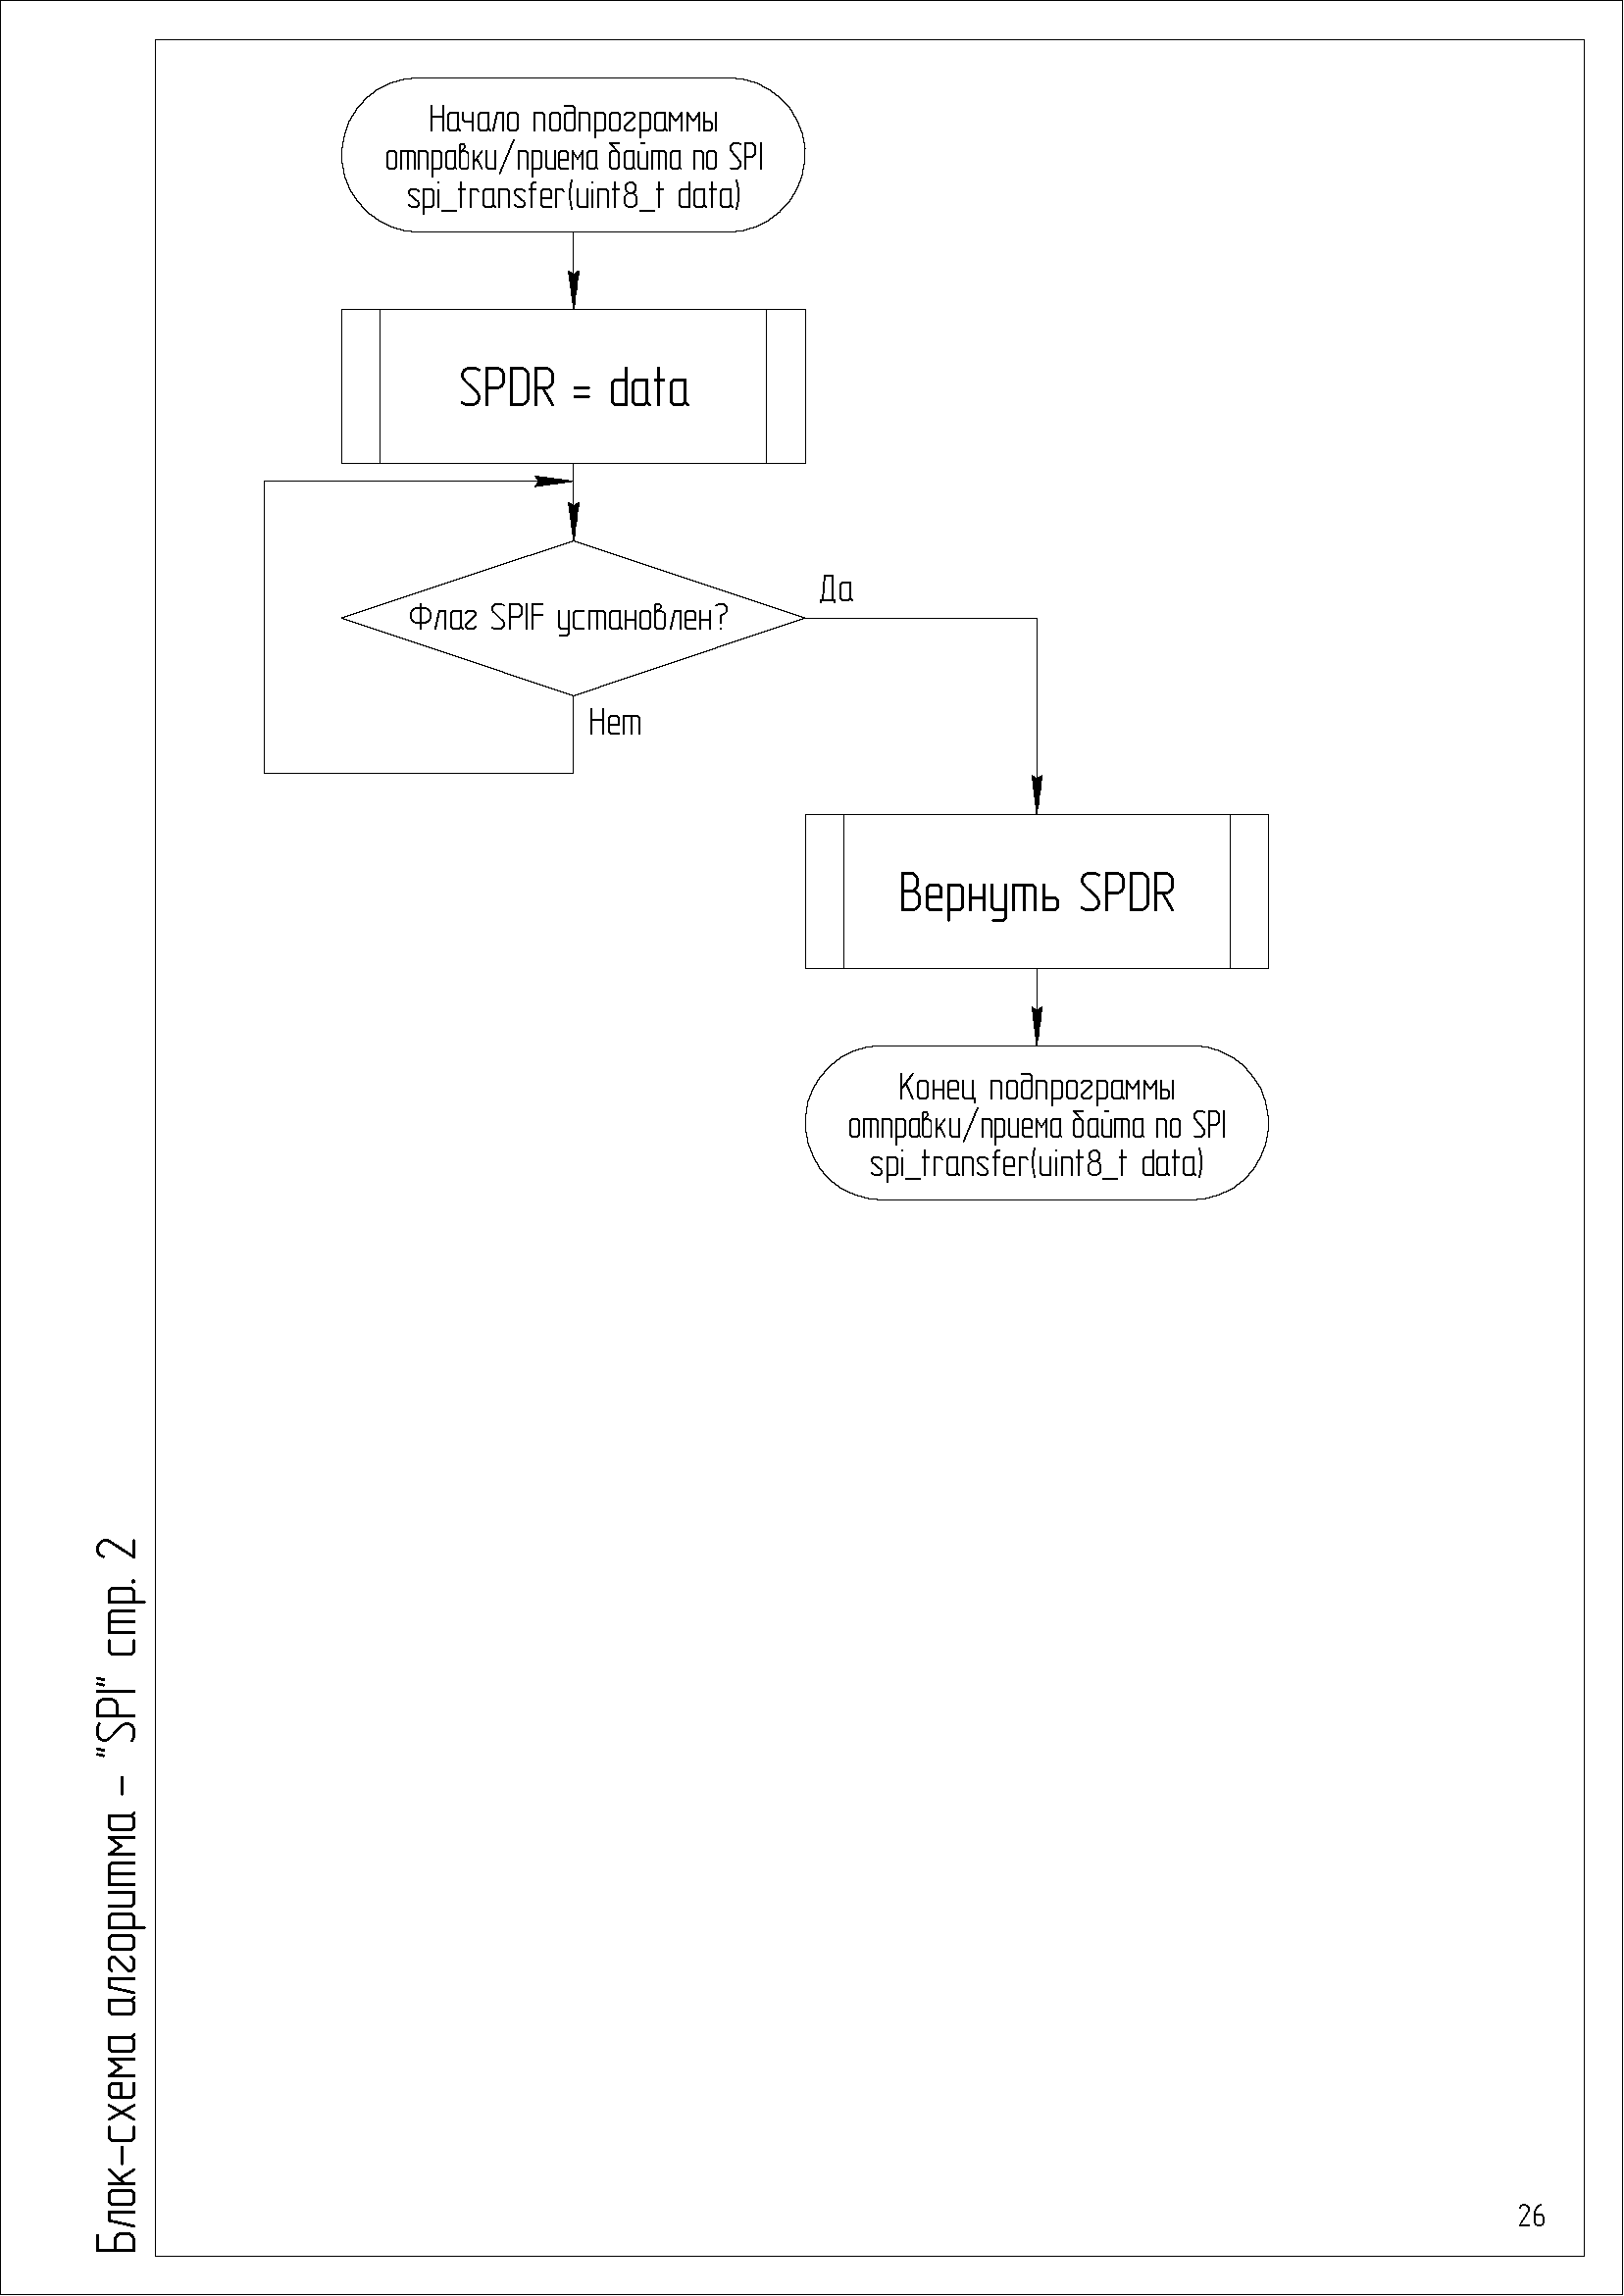 Начало подпрограммы
отправки/приема байта по SPI
spi_transfer(uint8_t data)
SPDR = data
Флаг SPIF установлен?
Да
Нет
Вернуть SPDR
Конец подпрограммы
отправки/приема байта по SPI
spi_transfer(uint8_t data)
Блок-схема алгоритма - "SPI" стр. 2
26